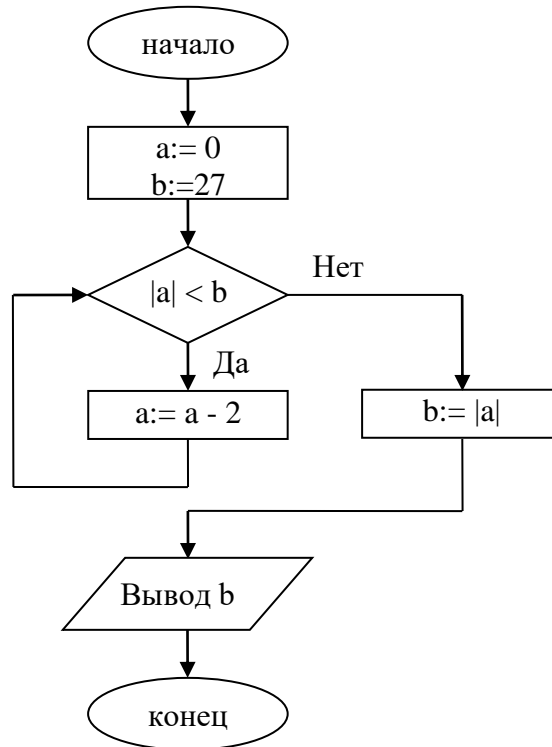 начало
a:= 0
b:=27
|a| < b
Нет
Да
a:= a - 2
b:= |a|
Вывод b
конец